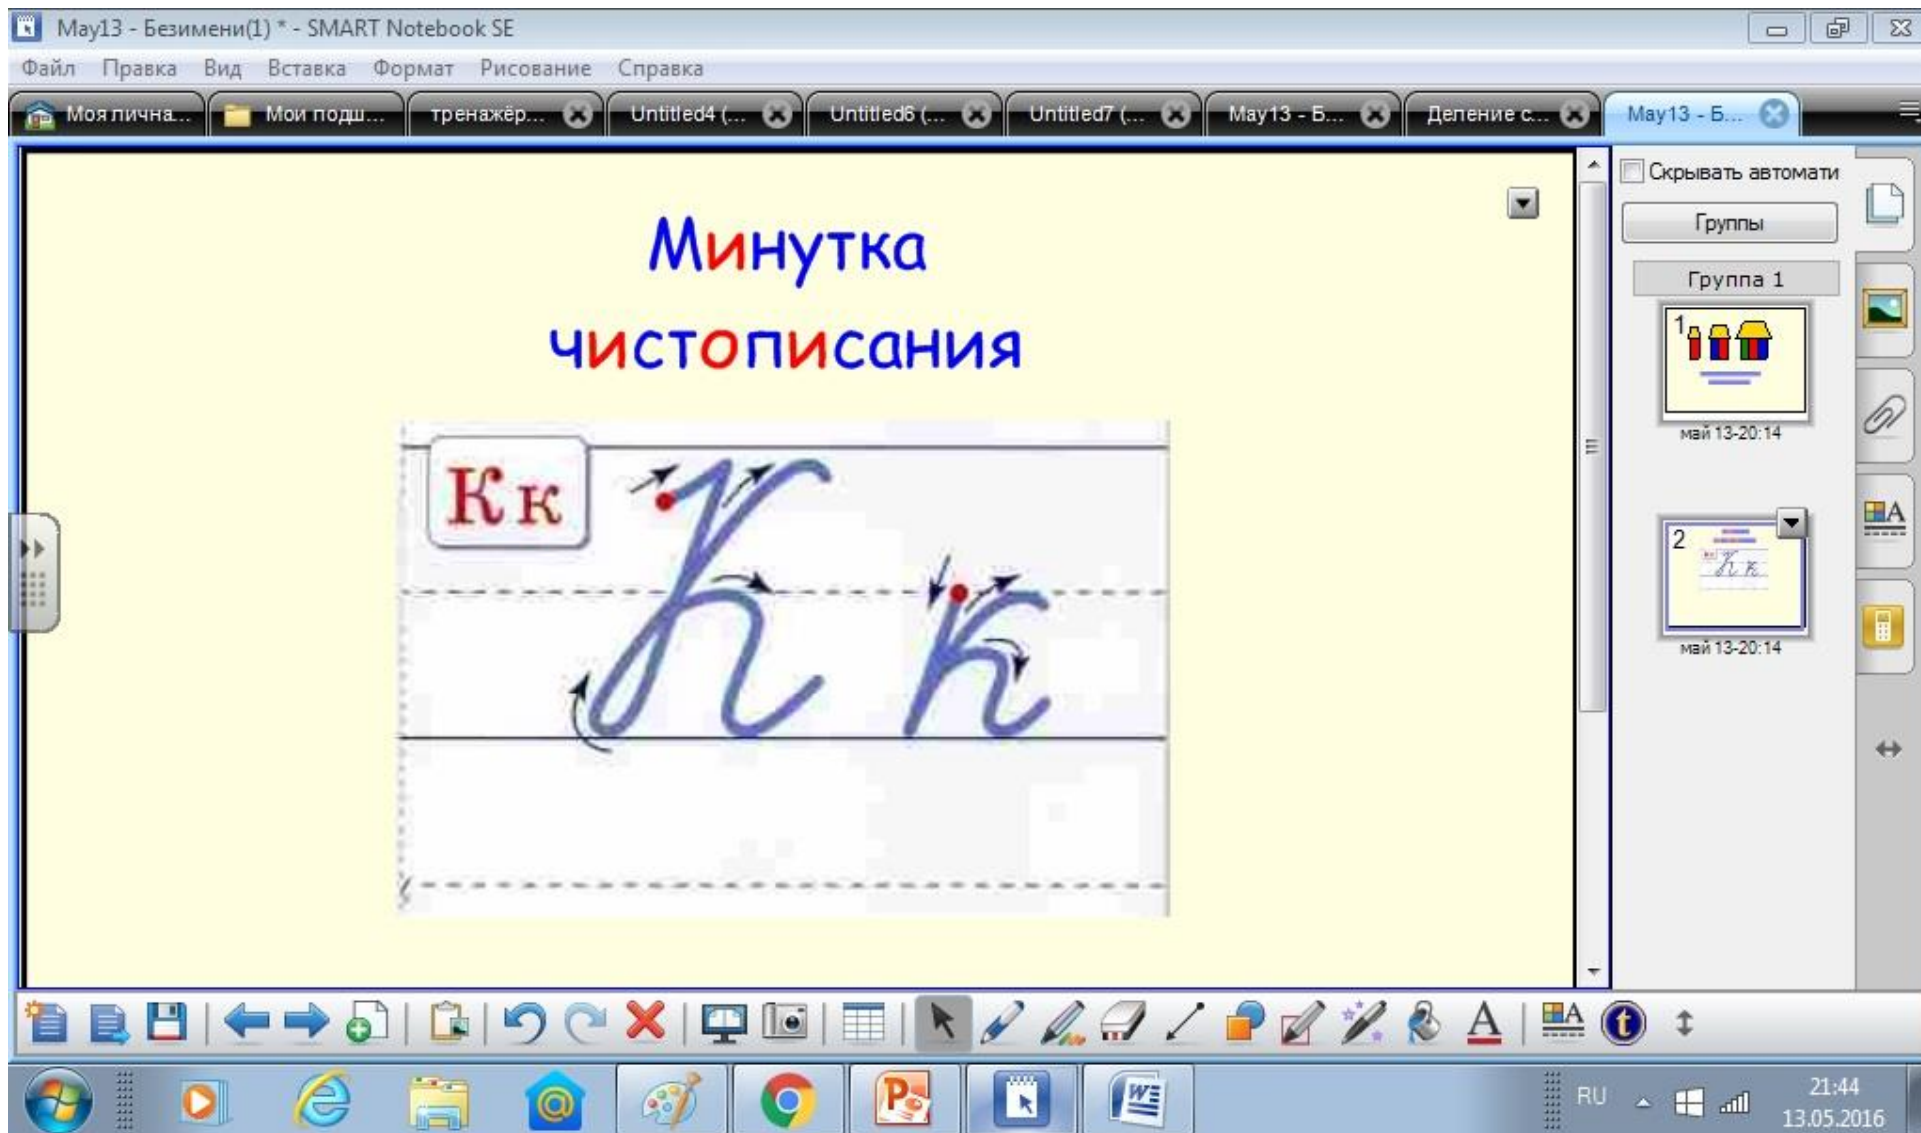 May13 - Безимени(1) * - SMART Notebook SE
Файл Правка Вид Вставка Формат Рисование Справка
Моя лична... Мои подш... тренажёр... Untitled4 (... Untitled6 (... Untitled7 (... May13 - Б... Деление с... May13 - Б...
Скрывать автомати
Группы
Группа 1
Минутка
чистописания
К к
К к
1
май 13-20:14
2
К к
май 13-20:14
RU
21:44
13.05.2016